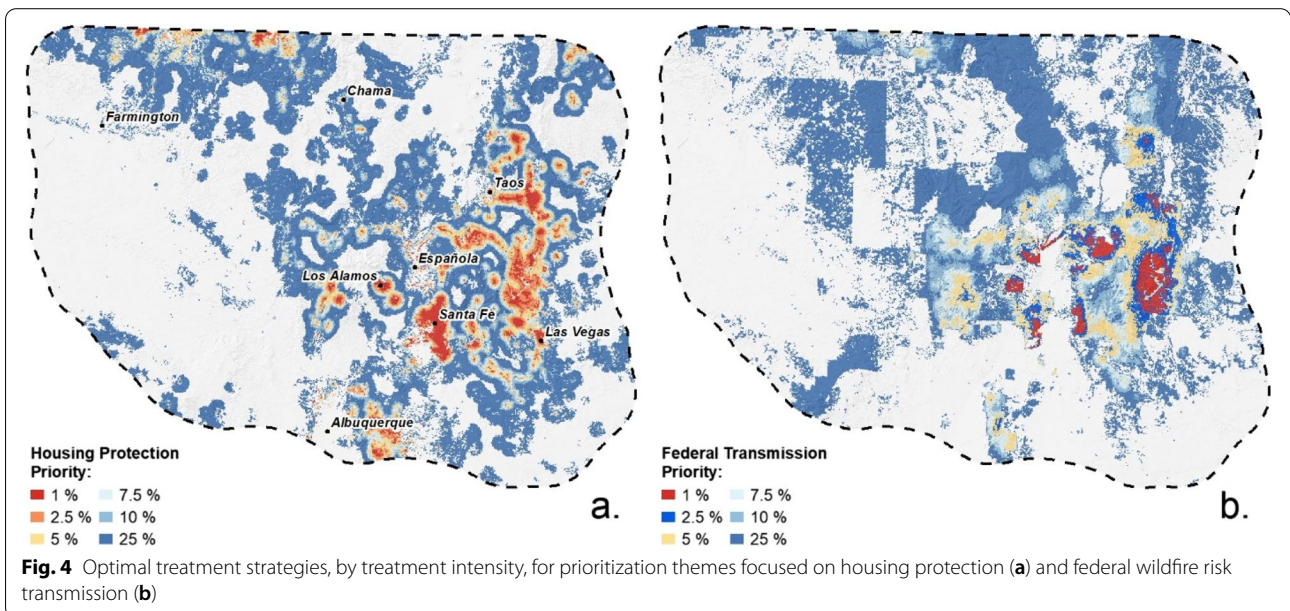 Chama
Farmington
Taos
Española
Los Alamos
Santa Fe
Las Vegas
Albuquerque
Housing Protection
Priority:
1 % 7.5 %
2.5 % 10 %
5 % 25 %
a.
Federal Transmission
Priority:
1 % 7.5 %
2.5 % 10 %
5 % 25 %
b.
Fig. 4 Optimal treatment strategies, by treatment intensity, for prioritization themes focused on housing protection (a) and federal wildfire risk
transmission (b)